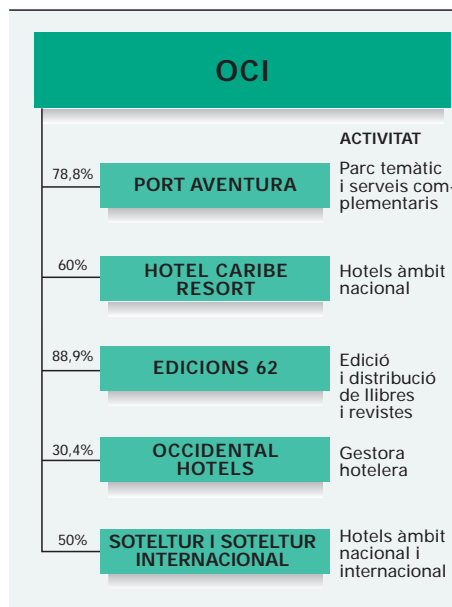 OCI
ACTIVITAT
78,8%
PORT AVENTURA
Parc temàtic
i serveis com-
plementaris
60%
HOTEL CARIBE
RESORT
Hotels àmbit
nacional
88,9%
EDICIONS 62
Edició
i distribució
de llibres
i revistes
30,4%
OCCIDENTAL
HOTELS
Gestora
hotelera
50%
SOTELTUR I SOTELTUR
INTERNACIONAL
Hotels àmbit
nacional i
internacional